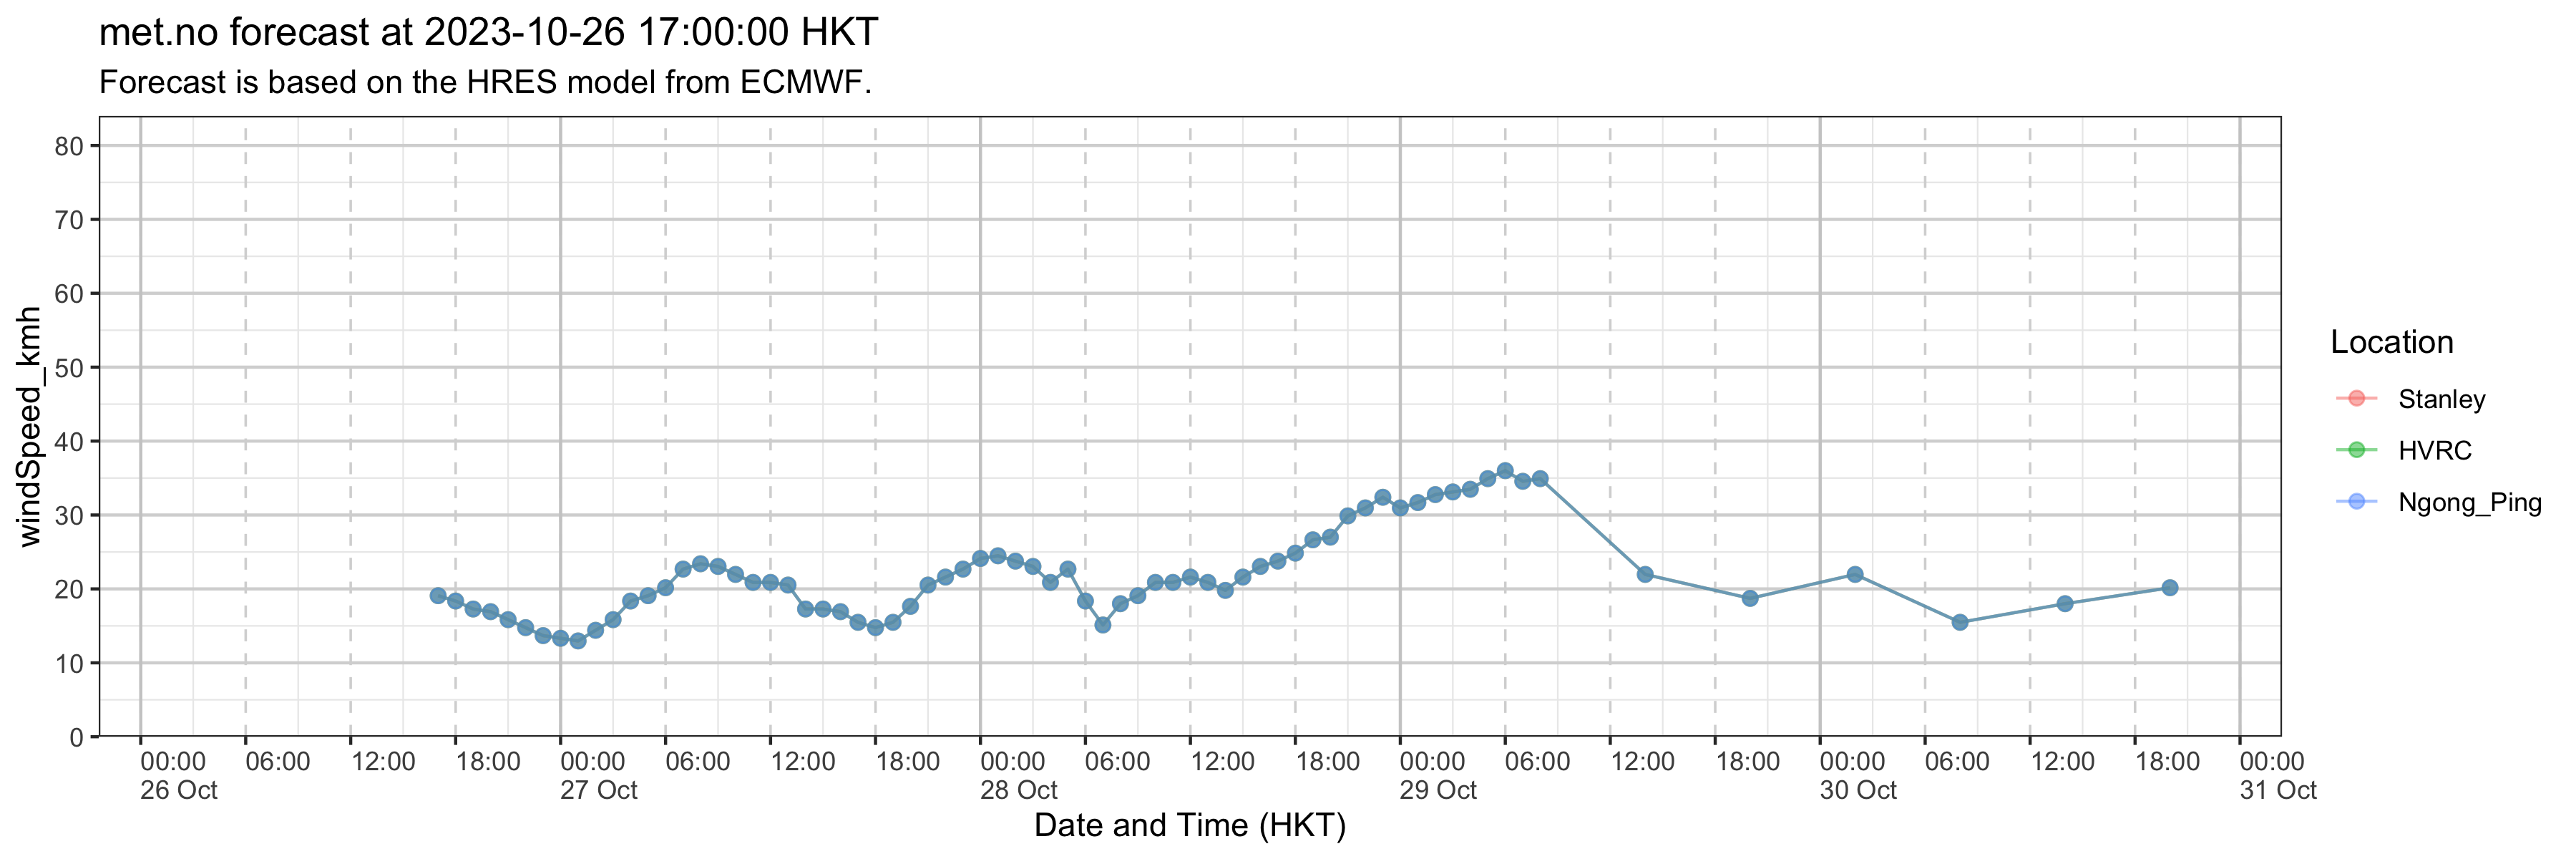 met.no forecast at 2023-10-26 17:00:00 HKT
Forecast is based on the HRES model from ECMWF.
windSpeed_kmh
80
70
60
50
40
30
20
10
0
00:00 06:00 12:00 18:00 00:00 06:00 12:00 18:00 00:00 06:00 12:00 18:00 00:00 06:00 12:00 18:00 00:00 06:00 12:00 18:00 00:00
26 Oct 27 Oct 28 Oct 29 Oct 30 Oct 31 Oct
Date and Time (HKT)
Location
Stanley
HVRC
Ngong_Ping